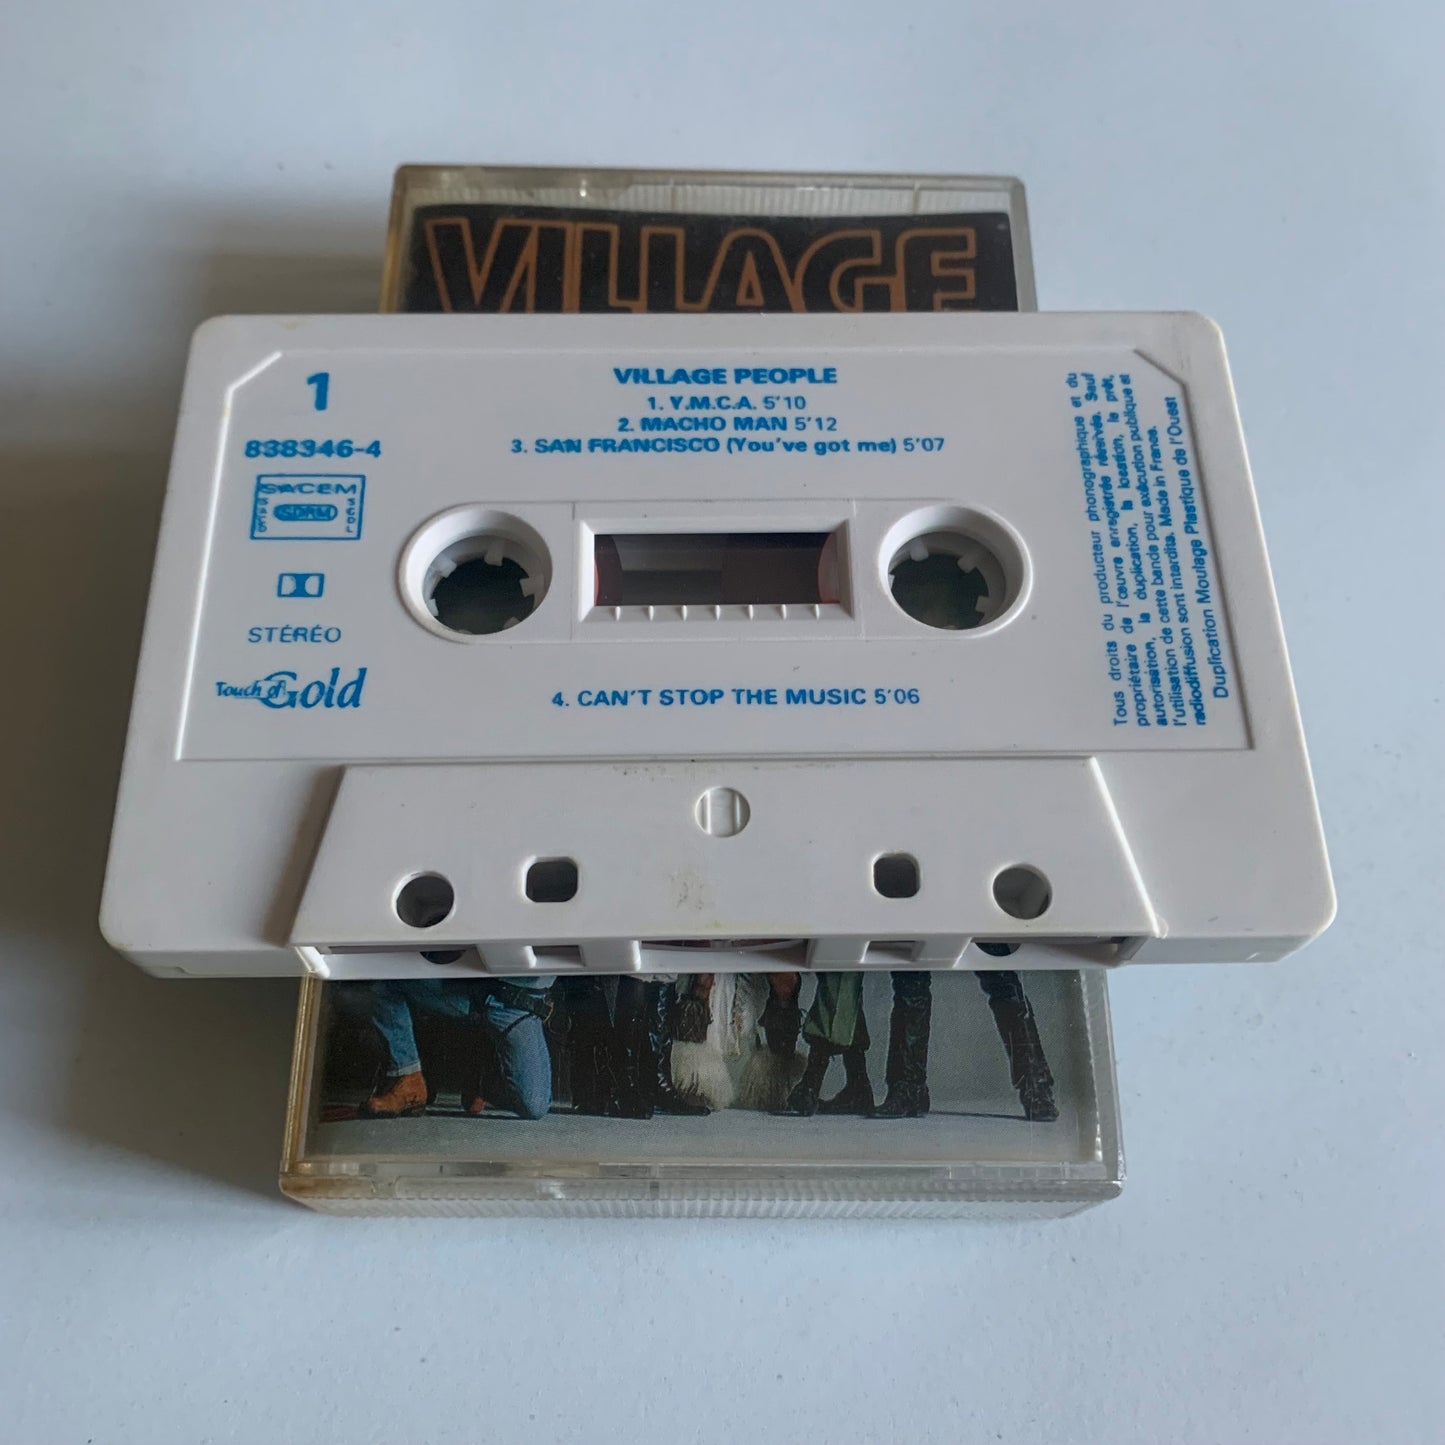 VILLAGE
1
838346-4
SACEM
SDRM
STÉRÉO
Touch of Gold
VILLAGE PEOPLE
1. Y.M.C.A. 5'10
2. MACHO MAN 5'12
3. SAN FRANCISCO (You've got me) 5'07
4. CAN'T STOP THE MUSIC 5'06
Tous droits du producteur phonographique et du
propriétaire de l'œuvre enregistrée réservés. Sauf
autorisation, la duplication, la location, le prêt,
l'utilisation de cette bande pour exécution publique et
radiodiffusion sont interdits. Made in France.
Duplication Moulage Plastique de l'Ouest